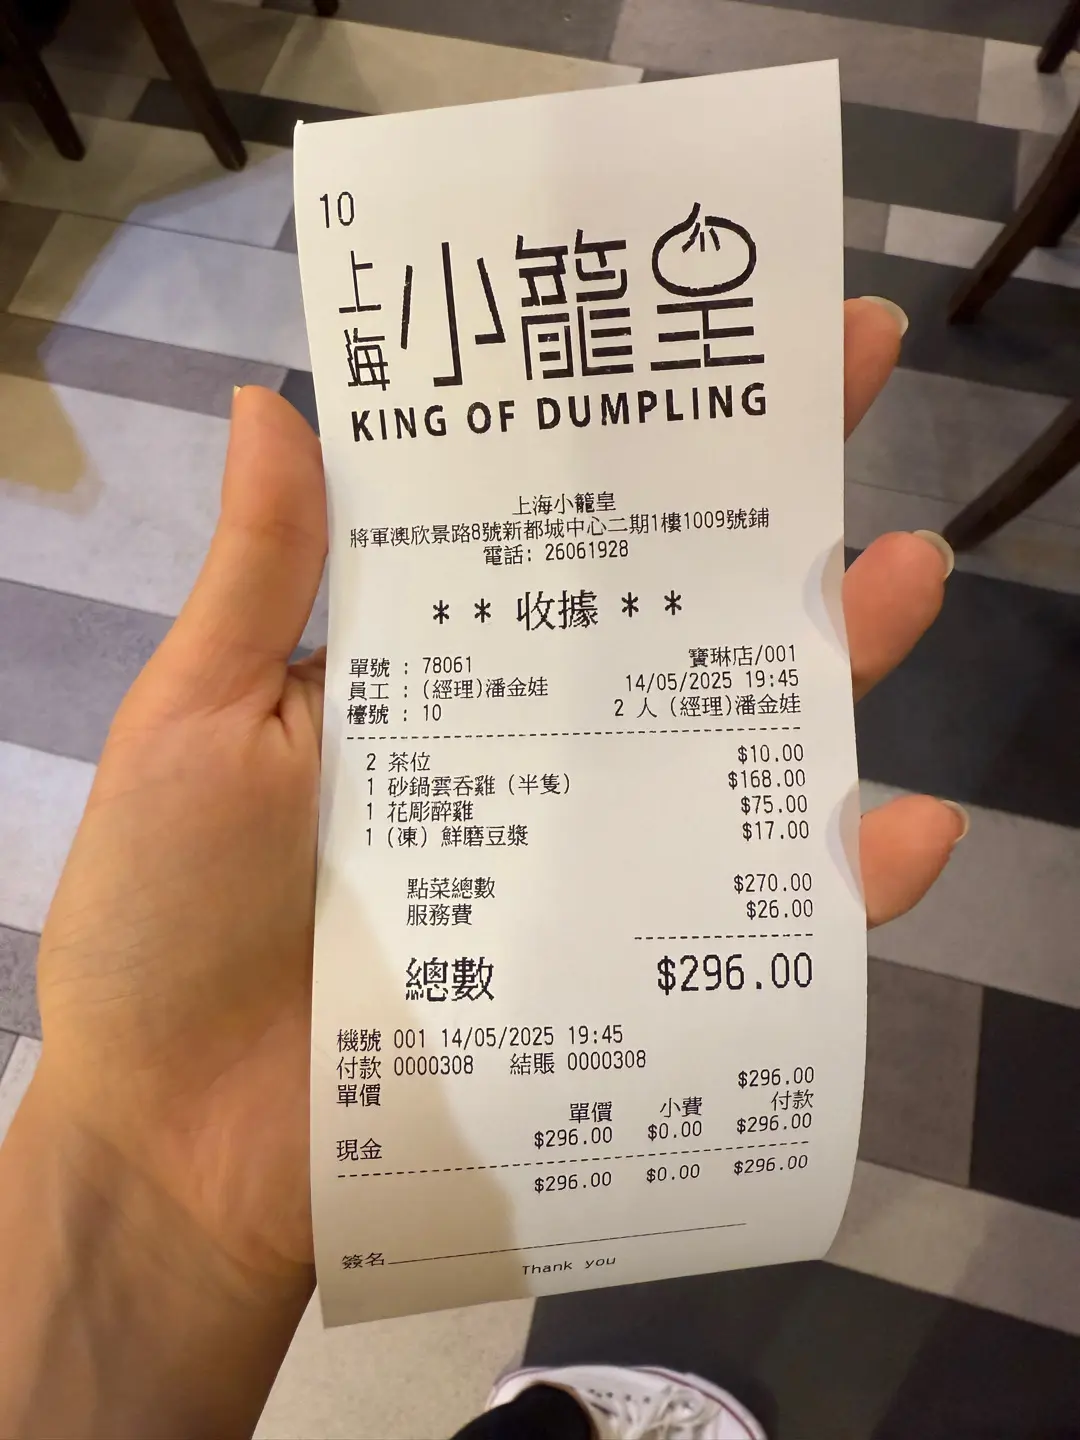 10
上海小籠皇
KING OF DUMPLING
上海小籠皇
將軍澳欣景路8號新都城中心二期1樓1009號鋪
電話: 26061928
* * 收據 * *
單號 : 78061 寶琳店/001
員工 : (經理)潘金娃 14/05/2025 19:45
檯號 : 10 2 人 (經理)潘金娃
2 茶位 $10.00
1 砂鍋雲吞雞 (半隻) $168.00
1 花彫醉雞 $75.00
1 (凍) 鮮磨豆漿 $17.00
點菜總數 $270.00
服務費 $26.00
總數 $296.00
機號 001 14/05/2025 19:45
付款 0000308 結賬 0000308
單價 $296.00
單價 小費 付款
現金 $296.00 $0.00 $296.00
$296.00 $0.00 $296.00
簽名
Thank you